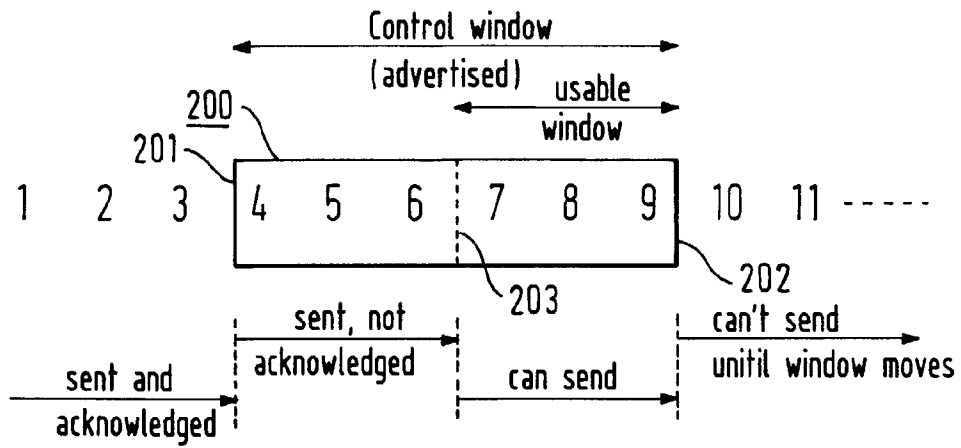 Control window
(advertised)
usable
window
200
201
1 2 3 4 5 6 7 8 9 10 11 -----
203
202
sent, not
acknowledged
can't send
unitil window moves
can send
sent and
acknowledged